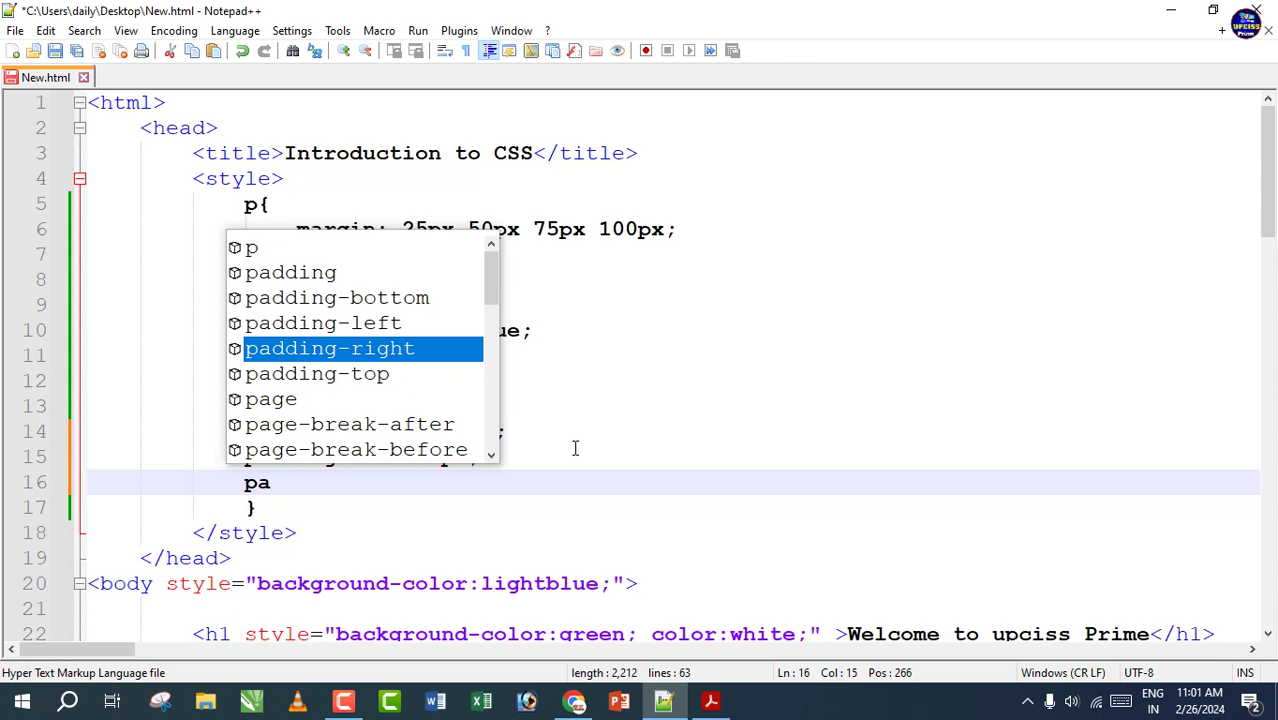 *C:\Users\daily\Desktop\New.html - Notepad++
File Edit Search View Encoding Language Settings Tools Macro Run Plugins Window ?
New.html
1 <html>
2 <head>
3 <title>Introduction to CSS</title>
4 <style>
5 p{
6 margin: 25px 50px 75px 100px;
7
8
9
10 ue;
11
12
13
14 ;
15
16 pa
17 }
18 </style>
19 </head>
20 <body style="background-color:lightblue;">
21
22 <h1 style="background-color:green; color:white;" >Welcome to upciss Prime</h1>
p
padding
padding-bottom
padding-left
padding-right
padding-top
page
page-break-after
page-break-before
UPCISS
Prime
Hyper Text Markup Language file length : 2,212 lines : 63 Ln : 16 Col : 15 Pos : 266 Windows (CR LF) UTF-8 INS
ENG
IN
11:01 AM
2/26/2024
2